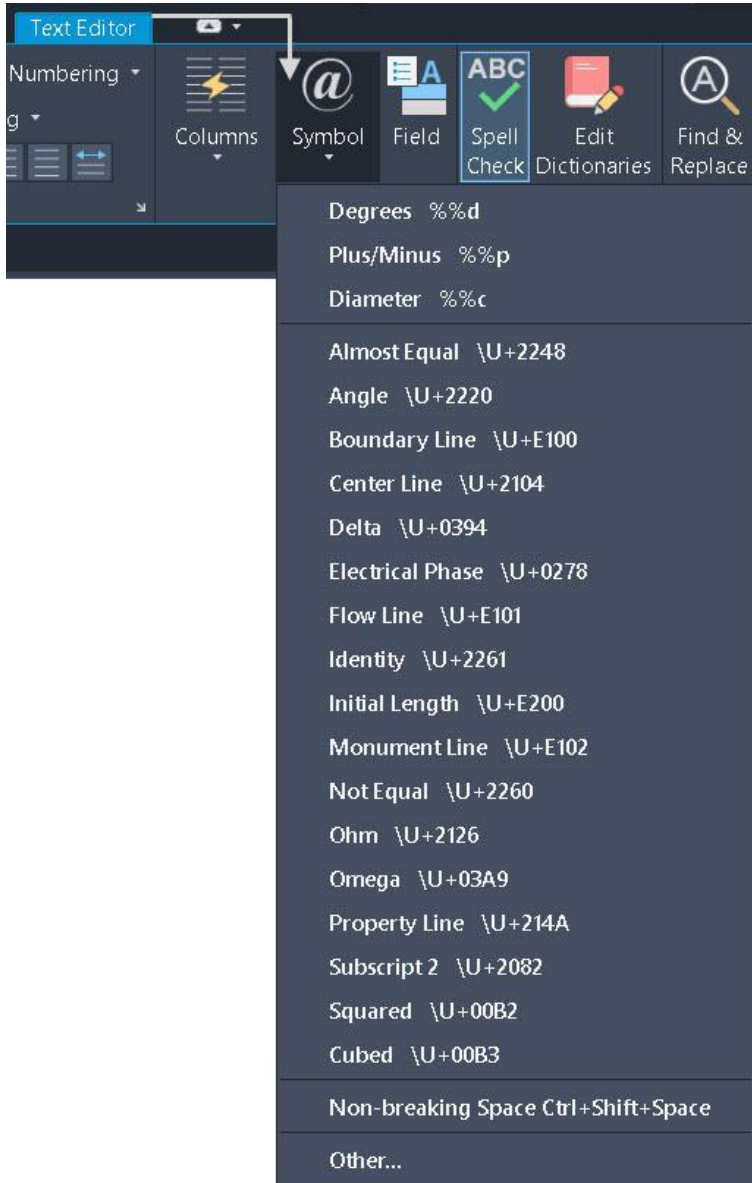 Text Editor
Numbering
g
Columns
@
Symbol
A
Field
ABC
Spell
Check
Edit
Dictionaries
A
Find &
Replace
Degrees %%d
Plus/Minus %%p
Diameter %%c
Almost Equal \U+2248
Angle \U+2220
Boundary Line \U+E100
Center Line \U+2104
Delta \U+0394
Electrical Phase \U+0278
Flow Line \U+E101
Identity \U+2261
Initial Length \U+E200
Monument Line \U+E102
Not Equal \U+2260
Ohm \U+2126
Omega \U+03A9
Property Line \U+214A
Subscript 2 \U+2082
Squared \U+00B2
Cubed \U+00B3
Non-breaking Space Ctrl+Shift+Space
Other...